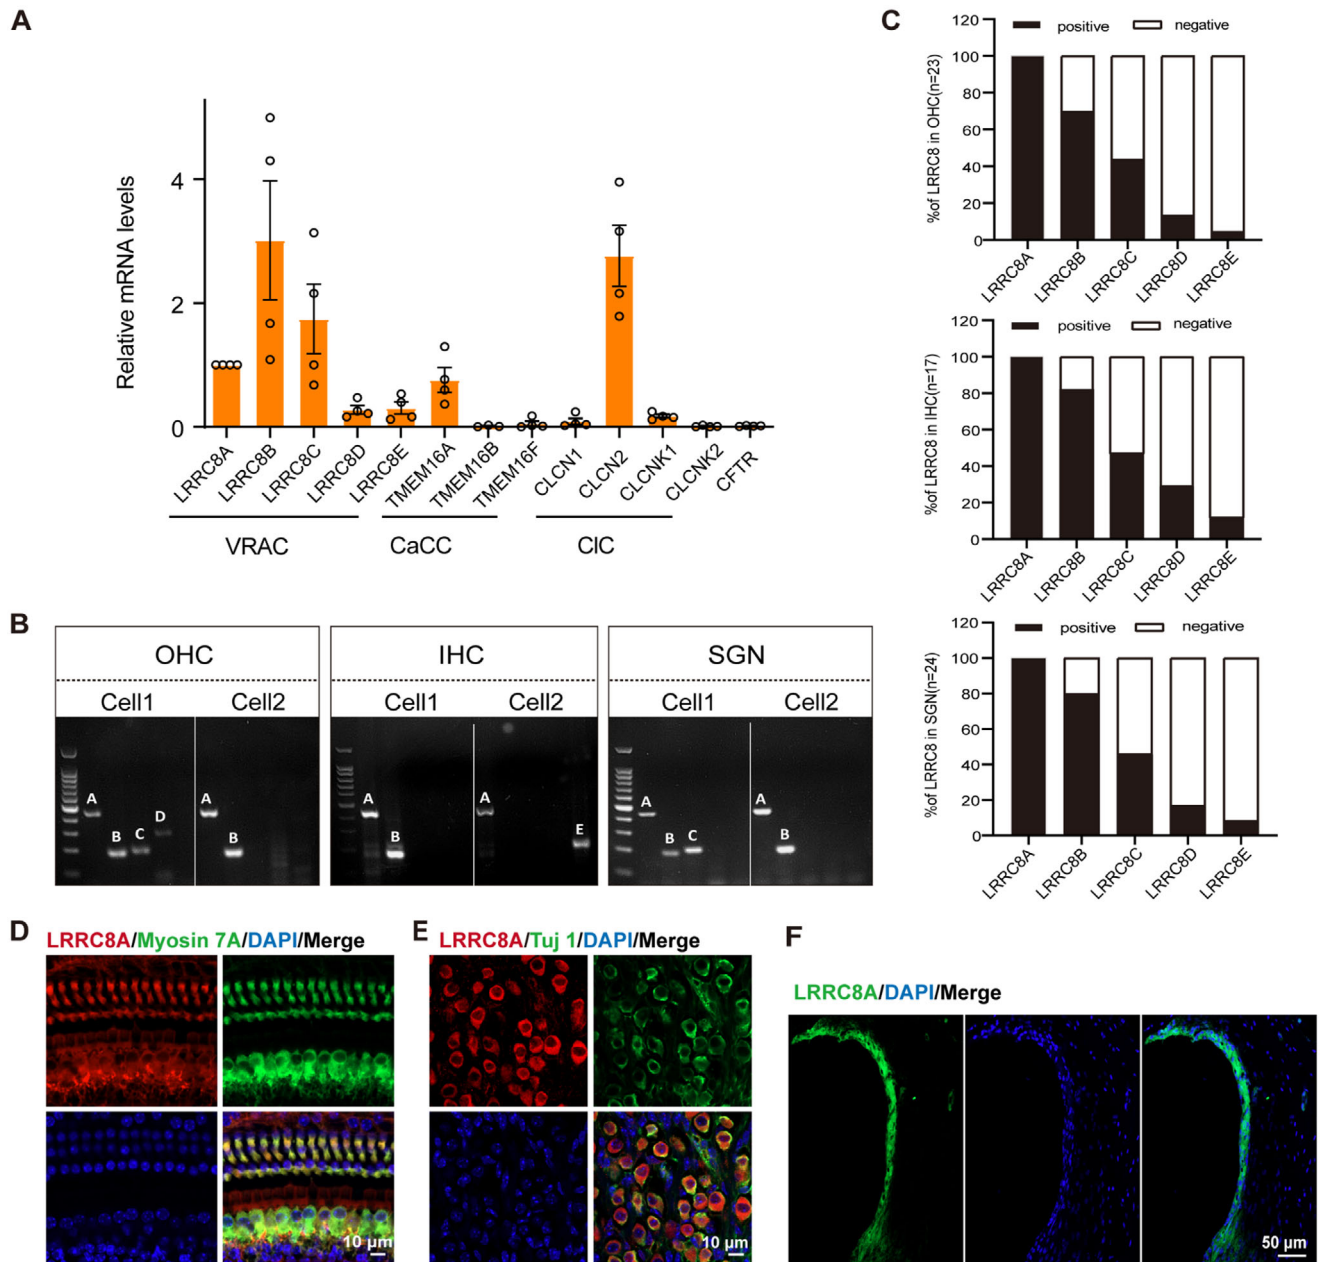 A
Relative mRNA levels
4
2
0
LRRC8A
LRRC8B
LRRC8C
LRRC8D
LRRC8E
TMEM16A
TMEM16B
TMEM16F
CLCN1
CLCN2
CLCNK1
CLCNK2
CFTR
VRAC
CaCC
ClC
B
OHC
IHC
SGN
Cell1
Cell2
Cell1
Cell2
Cell1
Cell2
A
B
C
D
A
B
A
B
A
E
A
B
C
A
B
C
positive
negative
%of LRRC8 in OHC(n=23)
120
100
80
60
40
20
0
LRRC8A
LRRC8B
LRRC8C
LRRC8D
LRRC8E
positive
negative
%of LRRC8 in IHC(n=17)
120
100
80
60
40
20
0
LRRC8A
LRRC8B
LRRC8C
LRRC8D
LRRC8E
positive
negative
%of LRRC8 in SGN(n=24)
120
100
80
60
40
20
0
LRRC8A
LRRC8B
LRRC8C
LRRC8D
LRRC8E
D
LRRC8A/Myosin 7A/DAPI/Merge
10 µm
E
LRRC8A/Tuj 1/DAPI/Merge
10 µm
F
LRRC8A/DAPI/Merge
50 µm